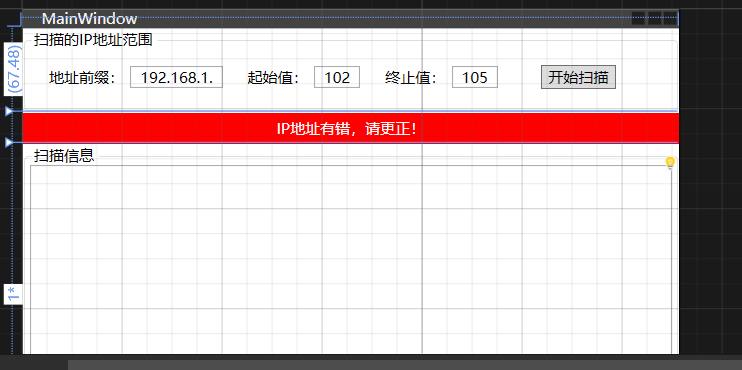 MainWindow
扫描的IP地址范围
(67.48)
地址前缀： 192.168.1. 起始值： 102 终止值： 105 开始扫描
IP地址有错，请更正！
扫描信息
1*